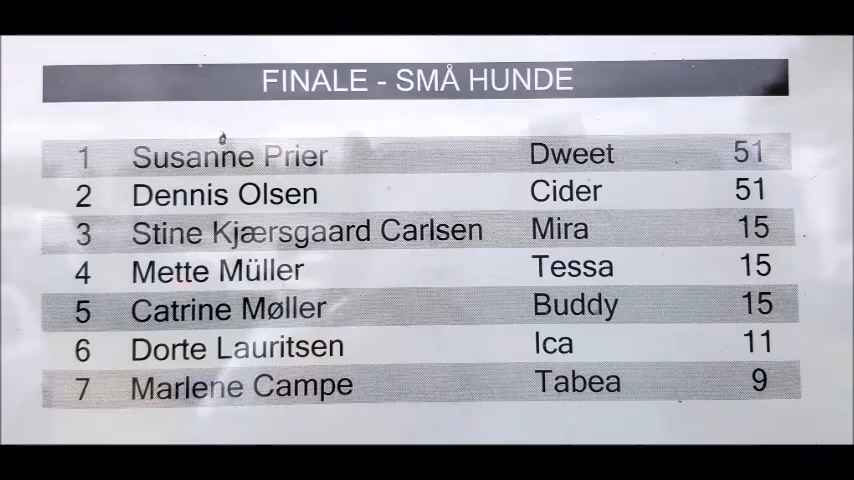 FINALE - SMÅ HUNDE
1 Susanne Prier Dweet 51
2 Dennis Olsen Cider 51
3 Stine Kjærsgaard Carlsen Mira 15
4 Mette Müller Tessa 15
5 Catrine Møller Buddy 15
6 Dorte Lauritsen Ica 11
7 Marlene Campe Tabea 9